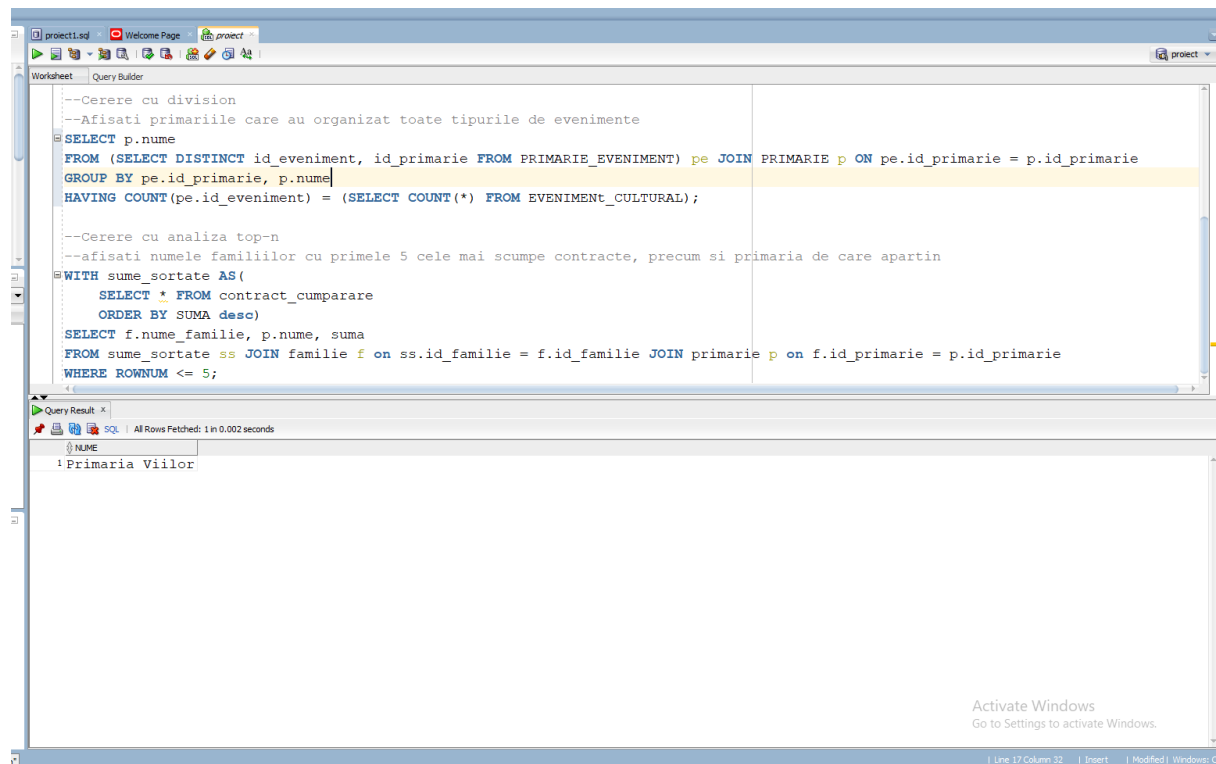 proiect1.sql Welcome Page proiect
proiect
Worksheet Query Builder
--Cerere cu division
--Afisati primariile care au organizat toate tipurile de evenimente
SELECT p.nume
FROM (SELECT DISTINCT id_eveniment, id_primarie FROM PRIMARIE_EVENIMENT) pe JOIN PRIMARIE p ON pe.id_primarie = p.id_primarie
GROUP BY pe.id_primarie, p.nume
HAVING COUNT(pe.id_eveniment) = (SELECT COUNT(*) FROM EVENIMENt_CULTURAL);
--Cerere cu analiza top-n
--afisati numele familiilor cu primele 5 cele mai scumpe contracte, precum si primaria de care apartin
WITH sume_sortate AS(
SELECT * FROM contract_cumparare
ORDER BY SUMA desc)
SELECT f.nume_familie, p.nume, suma
FROM sume_sortate ss JOIN familie f on ss.id_familie = f.id_familie JOIN primarie p on f.id_primarie = p.id_primarie
WHERE ROWNUM <= 5;
Query Result x
SQL | All Rows Fetched: 1 in 0.002 seconds
NUME
1 Primaria Viilor
Activate Windows
Go to Settings to activate Windows.
| Line 17 Column 32 | Insert | Modified | Windows: C